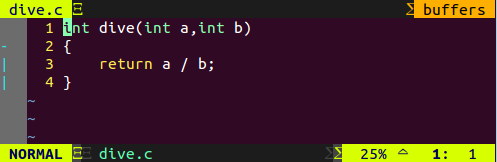 dive.c buffers
1 int dive(int a,int b)
2 {
3 return a / b;
4 }
~
~
~
NORMAL dive.c 25% 1: 1